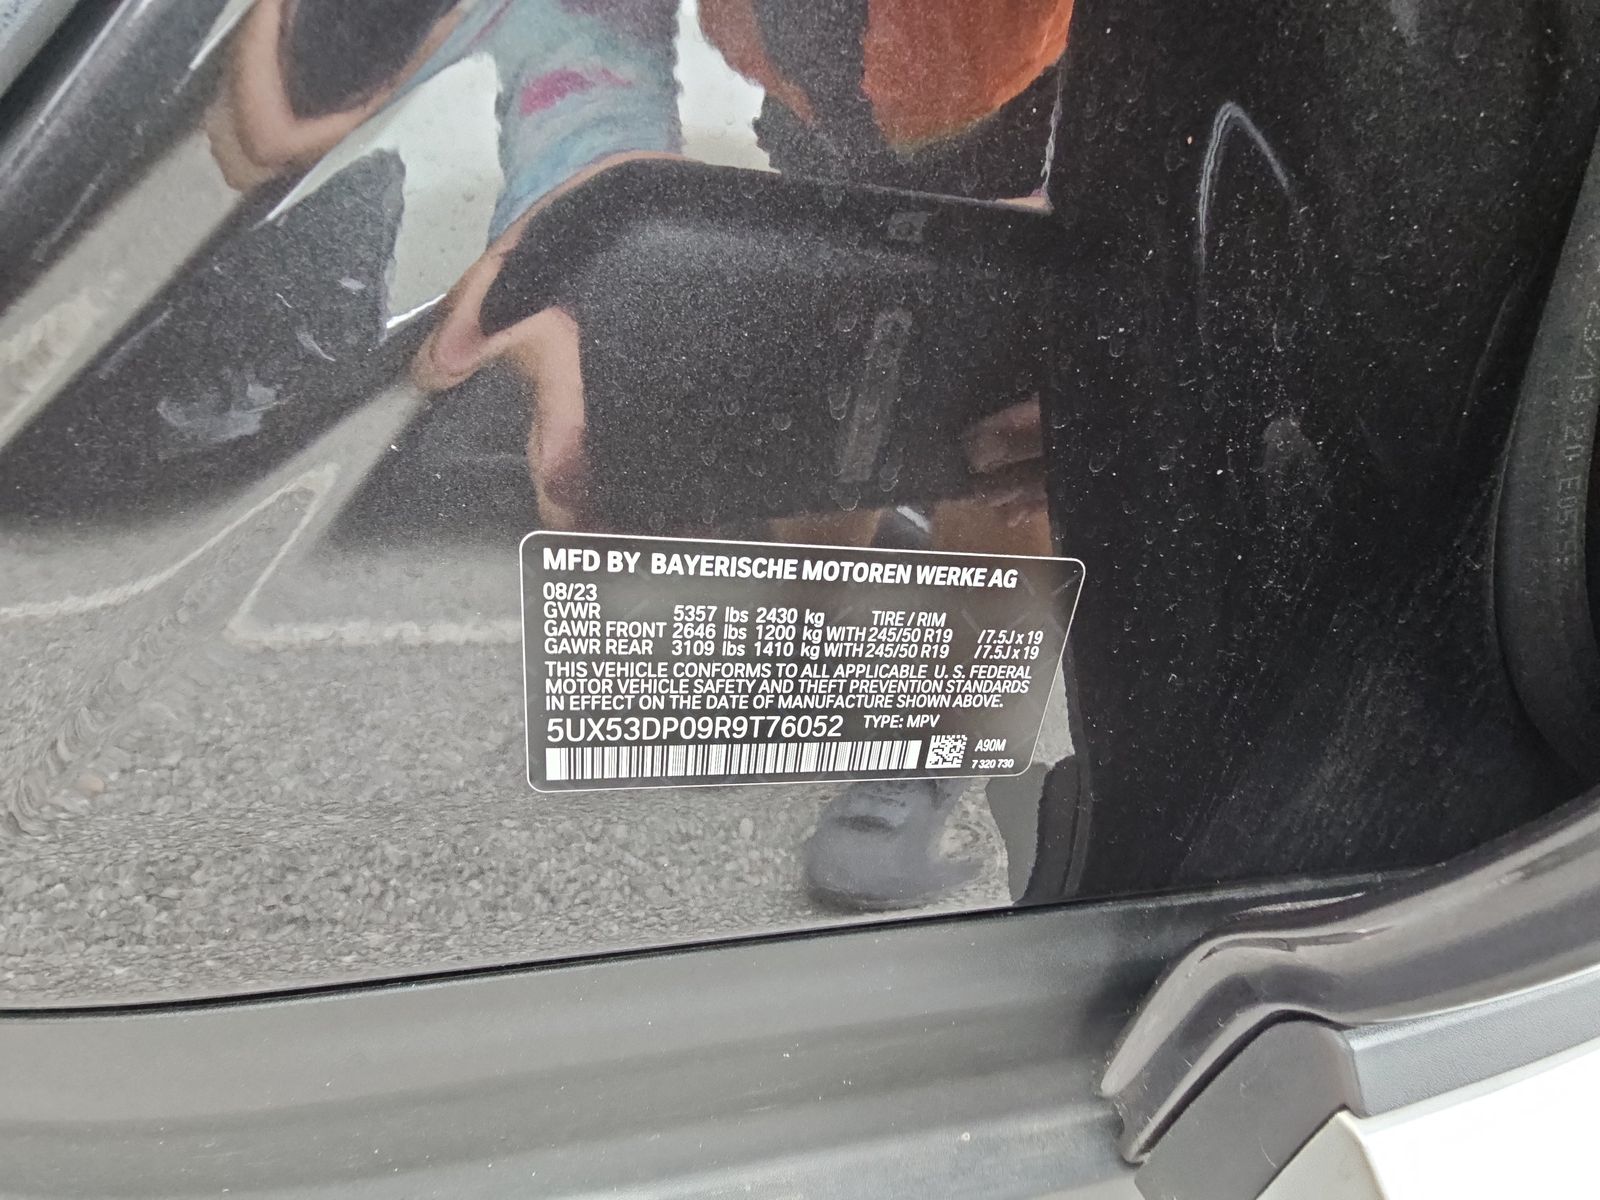 MFD BY BAYERISCHE MOTOREN WERKE AG
08/23
GVWR 5357 lbs 2430 kg TIRE / RIM
GAWR FRONT 2646 lbs 1200 kg WITH 245/50 R19 / 7.5J x 19
GAWR REAR 3109 lbs 1410 kg WITH 245/50 R19 / 7.5J x 19
THIS VEHICLE CONFORMS TO ALL APPLICABLE U. S. FEDERAL
MOTOR VEHICLE SAFETY AND THEFT PREVENTION STANDARDS
IN EFFECT ON THE DATE OF MANUFACTURE SHOWN ABOVE.
5UX53DP09R9T76052 TYPE: MPV
A90M
7 320 730